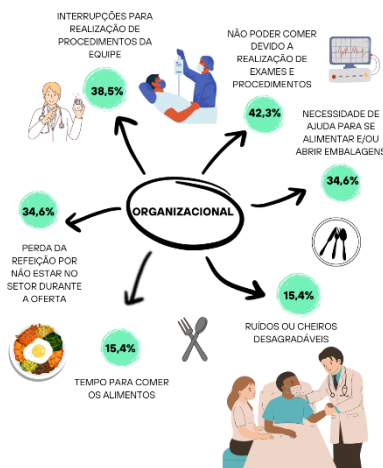 INTERRUPÇÕES PARA
REALIZAÇÃO DE
PROCEDIMENTOS DA
EQUIPE
38,5%
NÃO PODER COMER
DEVIDO A
REALIZAÇÃO DE
EXAMES E
PROCEDIMENTOS
42,3%
NECESSIDADE DE
AJUDA PARA SE
ALIMENTAR E/OU
ABRIR EMBALAGENS
34,6%
ORGANIZACIONAL
34,6%
PERDA DA
REFEIÇÃO POR
NÃO ESTAR NO
SETOR DURANTE
A OFERTA
15,4%
RUÍDOS OU CHEIROS
DESAGRADÁVEIS
15,4%
TEMPO PARA COMER
OS ALIMENTOS